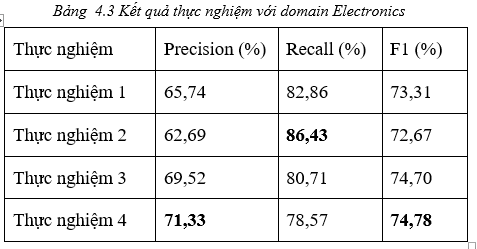 Bảng 4.3 Kết quả thực nghiệm với domain Electronics
Thực nghiệm Precision (%) Recall (%) F1 (%)
Thực nghiệm 1 65,74 82,86 73,31
Thực nghiệm 2 62,69 86,43 72,67
Thực nghiệm 3 69,52 80,71 74,70
Thực nghiệm 4 71,33 78,57 74,78